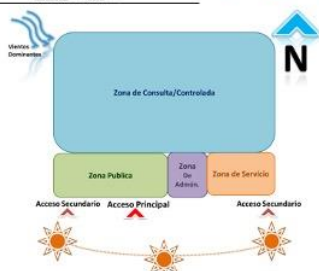 Vientos
Dominantes
N
Zona de Consulta/Controlada
Zona Publica
Zona
De
Admin.
Zona de Servicio
Acceso Secundario
Acceso Principal
Acceso Secundario